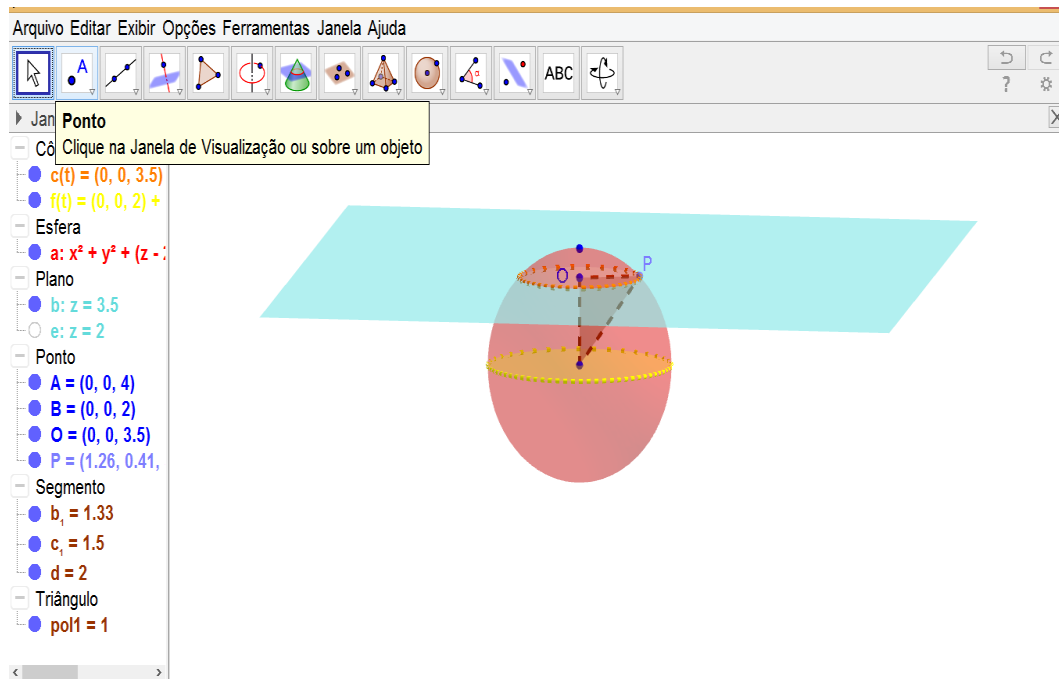 Arquivo Editar Exibir Opções Ferramentas Janela Ajuda
A
ABC
?
Jan
Ponto
Clique na Janela de Visualização ou sobre um objeto
Cô
c(t) = (0, 0, 3.5)
f(t) = (0, 0, 2) +
Esfera
a: x² + y² + (z -
Plano
b: z = 3.5
e: z = 2
Ponto
A = (0, 0, 4)
B = (0, 0, 2)
O = (0, 0, 3.5)
P = (1.26, 0.41,
Segmento
b₁ = 1.33
c₁ = 1.5
d = 2
Triângulo
pol1 = 1
O
P